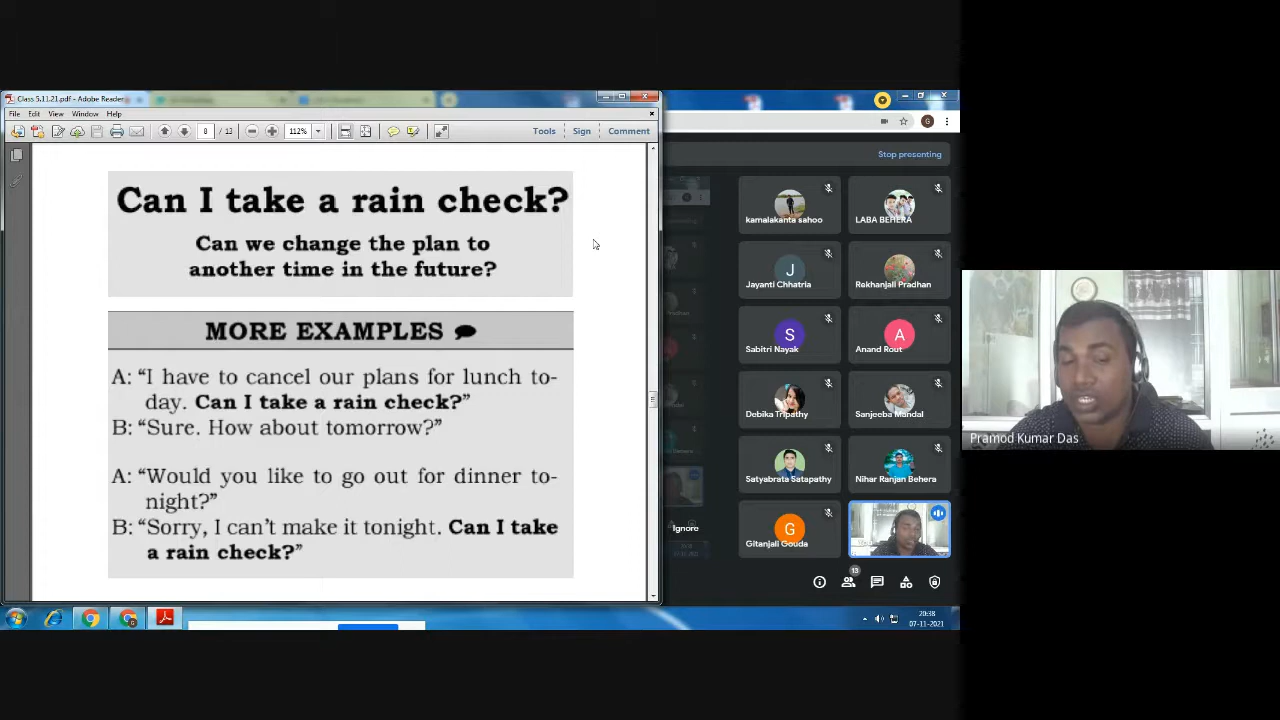 Class 5.11.21.pdf - Adobe Reader
File Edit View Window Help
8 / 13 112% Tools Sign Comment
Can I take a rain check?
Can we change the plan to
another time in the future?
MORE EXAMPLES
A: “I have to cancel our plans for lunch to-
day. Can I take a rain check?”
B: “Sure. How about tomorrow?”
A: “Would you like to go out for dinner to-
night?”
B: “Sorry, I can’t make it tonight. Can I take
a rain check?”
G
Stop presenting
kamalakanta sahoo
LABA BEHERA
J
Jayanti Chhatria
Rekhanjali Pradhan
S
Sabitri Nayak
A
Anand Rout
Debika Tripathy
Sanjeeba Mandal
Satyabrata Satapathy
Nihar Ranjan Behera
G
Gitanjali Gouda
Ignore
13
20:38
07-11-2021
Pramod Kumar Das